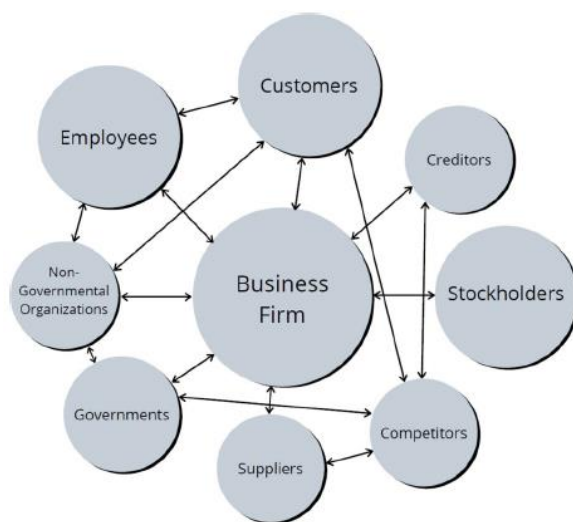 Customers
Employees
Creditors
Non-
Governmental
Organizations
Business
Firm
Stockholders
Governments
Competitors
Suppliers